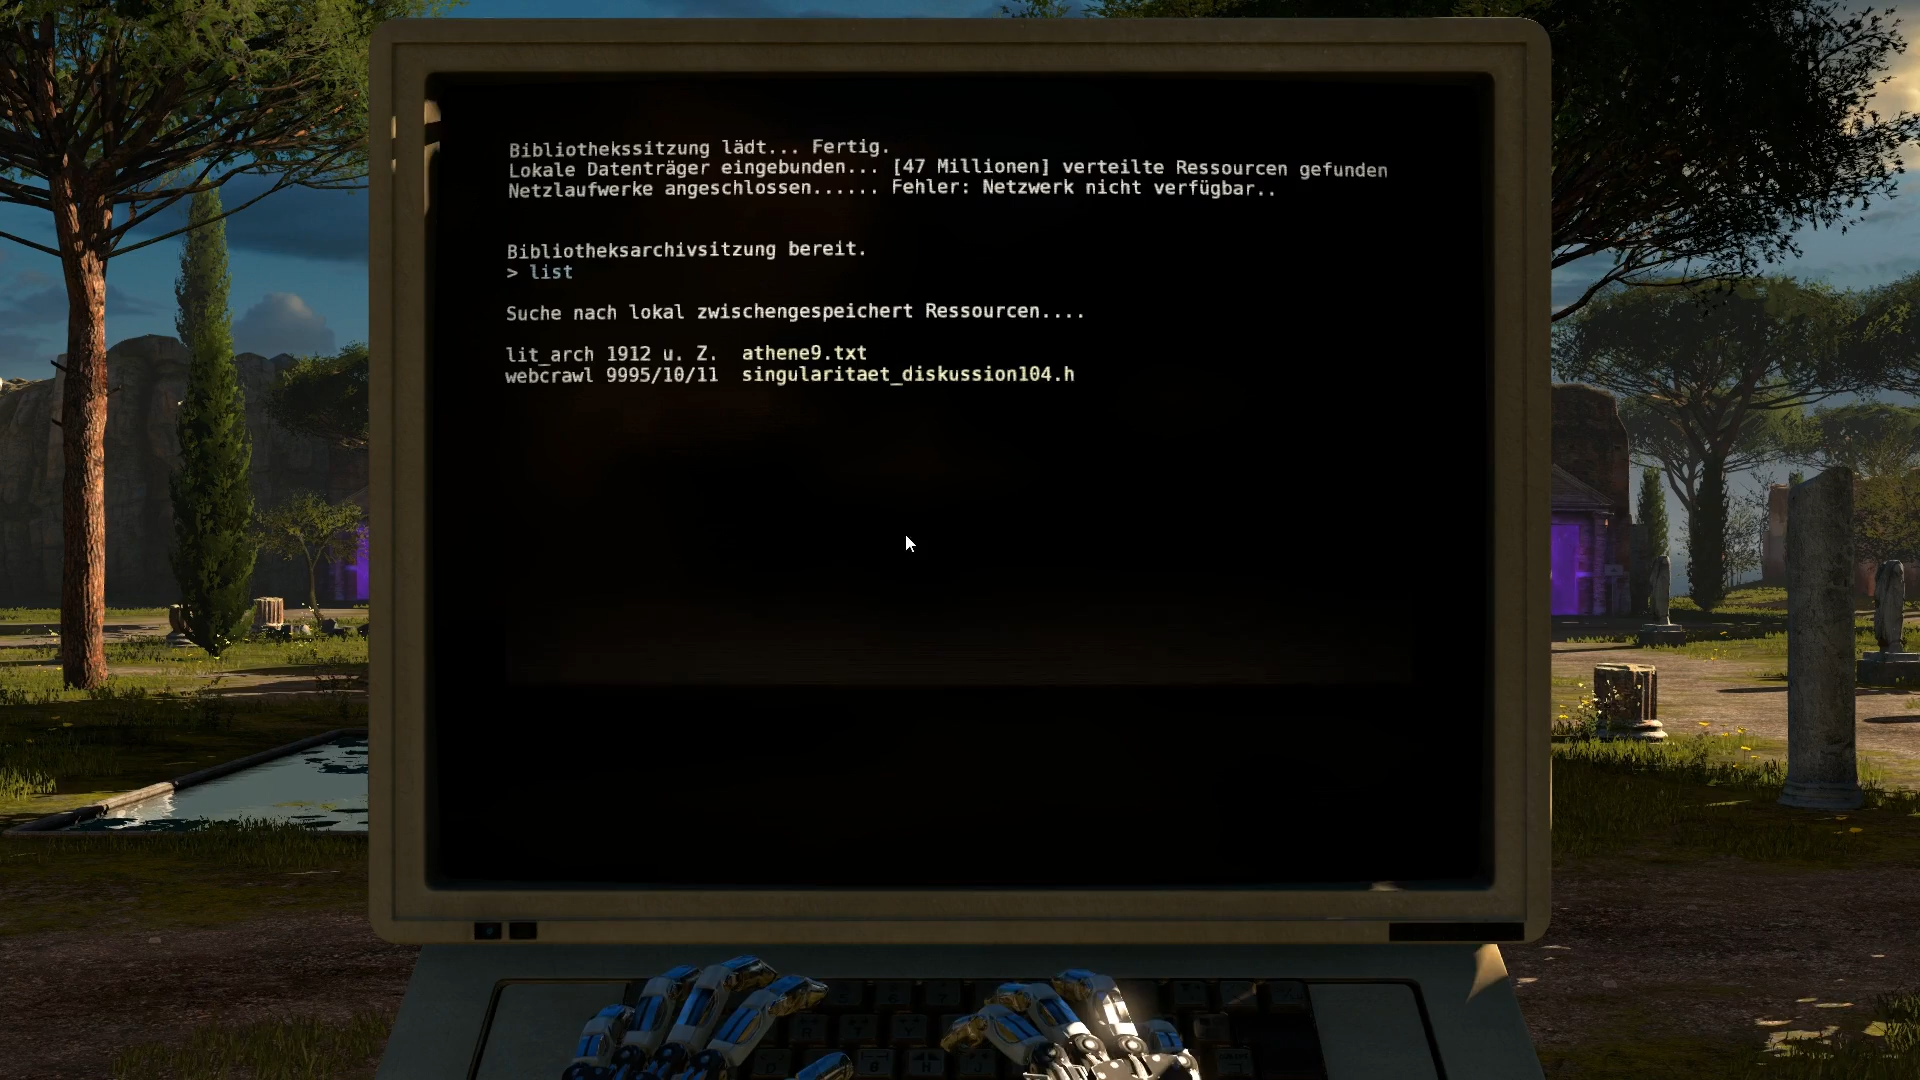 Bibliothekssitzung lädt... Fertig.
Lokale Datenträger eingebunden... [47 Millionen] verteilte Ressourcen gefunden
Netzlaufwerke angeschlossen...... Fehler: Netzwerk nicht verfügbar..
Bibliotheksarchivsitzung bereit.
> list
Suche nach lokal zwischengespeichert Ressourcen....
lit_arch 1912 u. Z. athene9.txt
webcrawl 9995/10/11 singularitaet_diskussion104.h